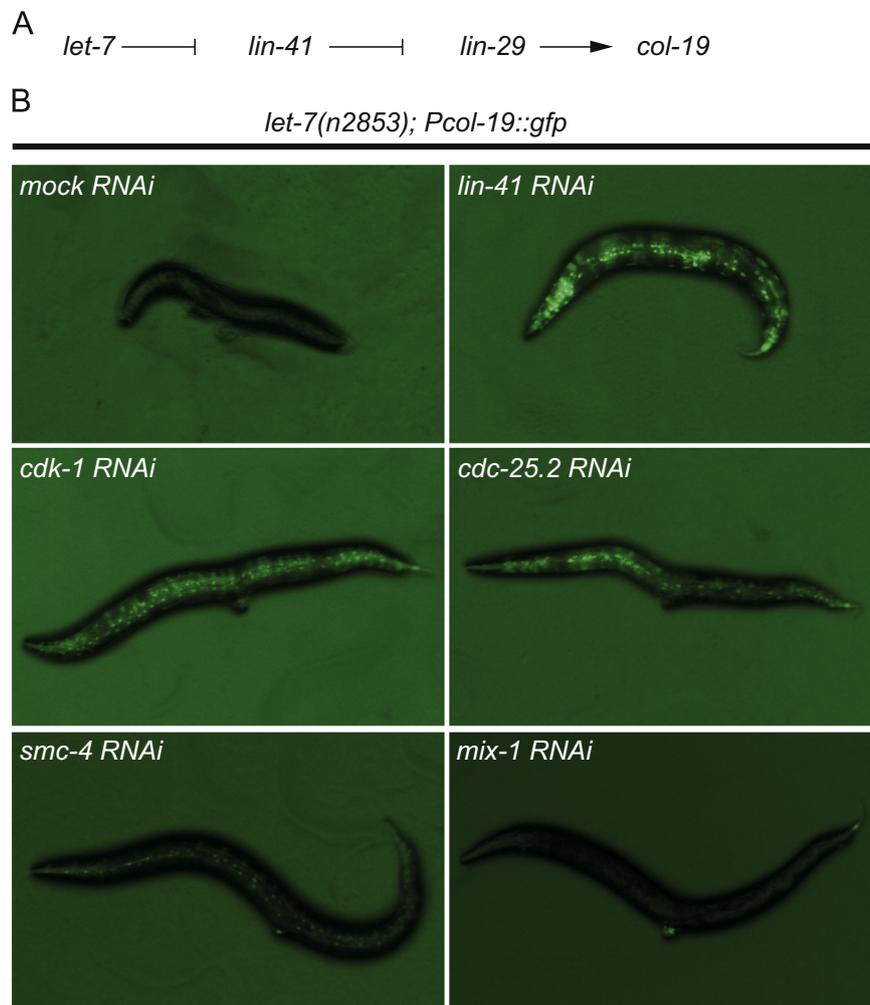 A
let-7 lin-41 lin-29 col-19
B
let-7(n2853); Pcol-19::gfp
mock RNAi lin-41 RNAi
cdk-1 RNAi cdc-25.2 RNAi
smc-4 RNAi mix-1 RNAi